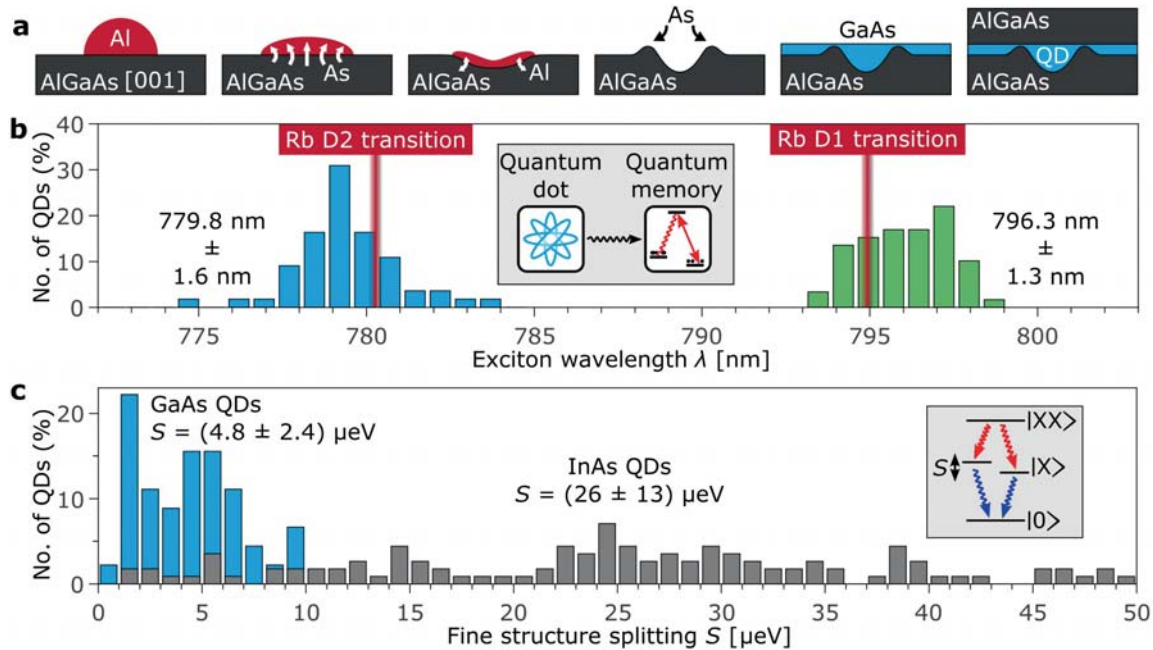 a
Al
AlGaAs [001]
AlGaAs
As
AlGaAs
Al
As
AlGaAs
GaAs
AlGaAs
AlGaAs
QD
AlGaAs
b
No. of QDs (%)
40
30
20
10
0
Rb D2 transition
Rb D1 transition
779.8 nm
±
1.6 nm
Quantum dot
Quantum memory
796.3 nm
±
1.3 nm
775 780 785 790 795 800
Exciton wavelength λ [nm]
c
No. of QDs (%)
20
10
0
GaAs QDs
S = (4.8 ± 2.4) µeV
InAs QDs
S = (26 ± 13) µeV
|XX>
S
|X>
|0>
0 5 10 15 20 25 30 35 40 45 50
Fine structure splitting S [µeV]